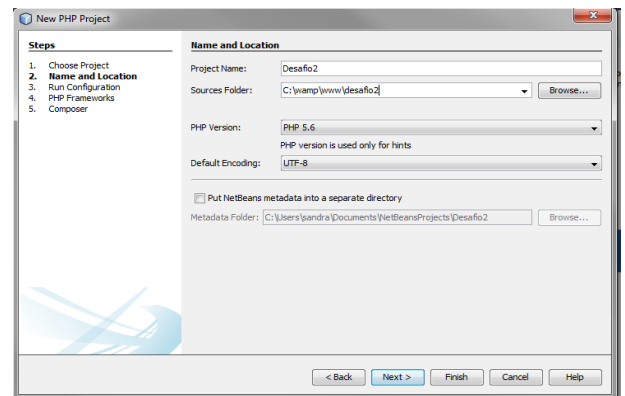 New PHP Project
Steps
1. Choose Project
2. Name and Location
3. Run Configuration
4. PHP Frameworks
5. Composer
Name and Location
Project Name: Desafio2
Sources Folder: C:\wamp\www\desafio2 Browse...
PHP Version: PHP 5.6
PHP version is used only for hints
Default Encoding: UTF-8
Put NetBeans metadata into a separate directory
Metadata Folder: C:\Users\sandra\Documents\NetBeansProjects\Desafio2 Browse...
< Back Next > Finish Cancel Help